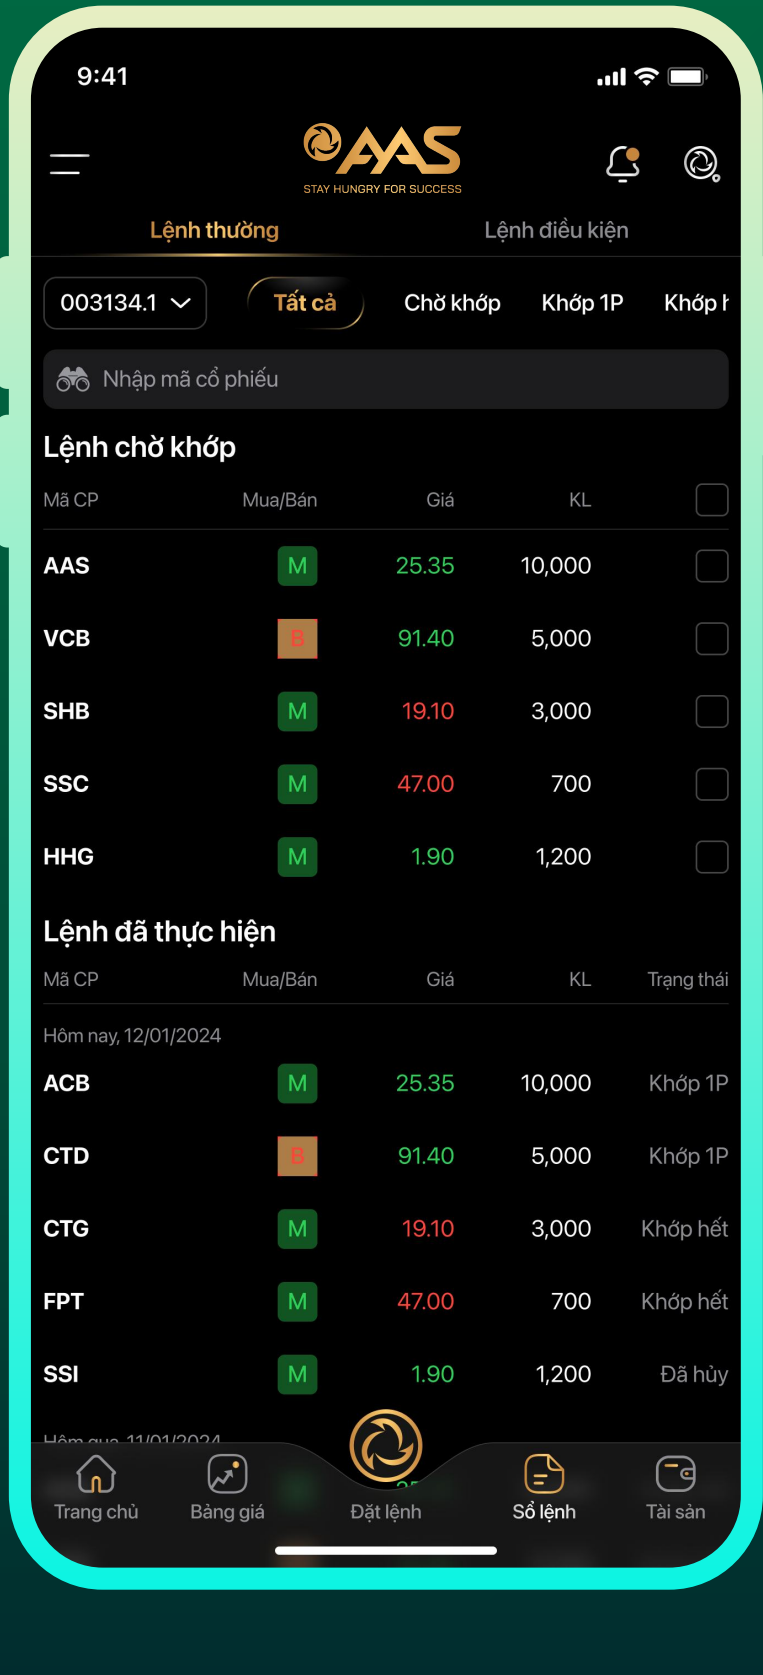 9:41
AAS
STAY HUNGRY FOR SUCCESS
Lệnh thường Lệnh điều kiện
003134.1 Tất cả Chờ khớp Khớp 1P Khớp
Nhập mã cổ phiếu
Lệnh chờ khớp
Mã CP Mua/Bán Giá KL
AAS M 25.35 10,000
VCB B 91.40 5,000
SHB M 19.10 3,000
SSC M 47.00 700
HHG M 1.90 1,200
Lệnh đã thực hiện
Mã CP Mua/Bán Giá KL Trạng thái
Hôm nay, 12/01/2024
ACB M 25.35 10,000 Khớp 1P
CTD B 91.40 5,000 Khớp 1P
CTG M 19.10 3,000 Khớp hết
FPT M 47.00 700 Khớp hết
SSI M 1.90 1,200 Đã hủy
Hôm qua, 11/01/2024
Trang chủ Bảng giá Đặt lệnh Sổ lệnh Tài sản